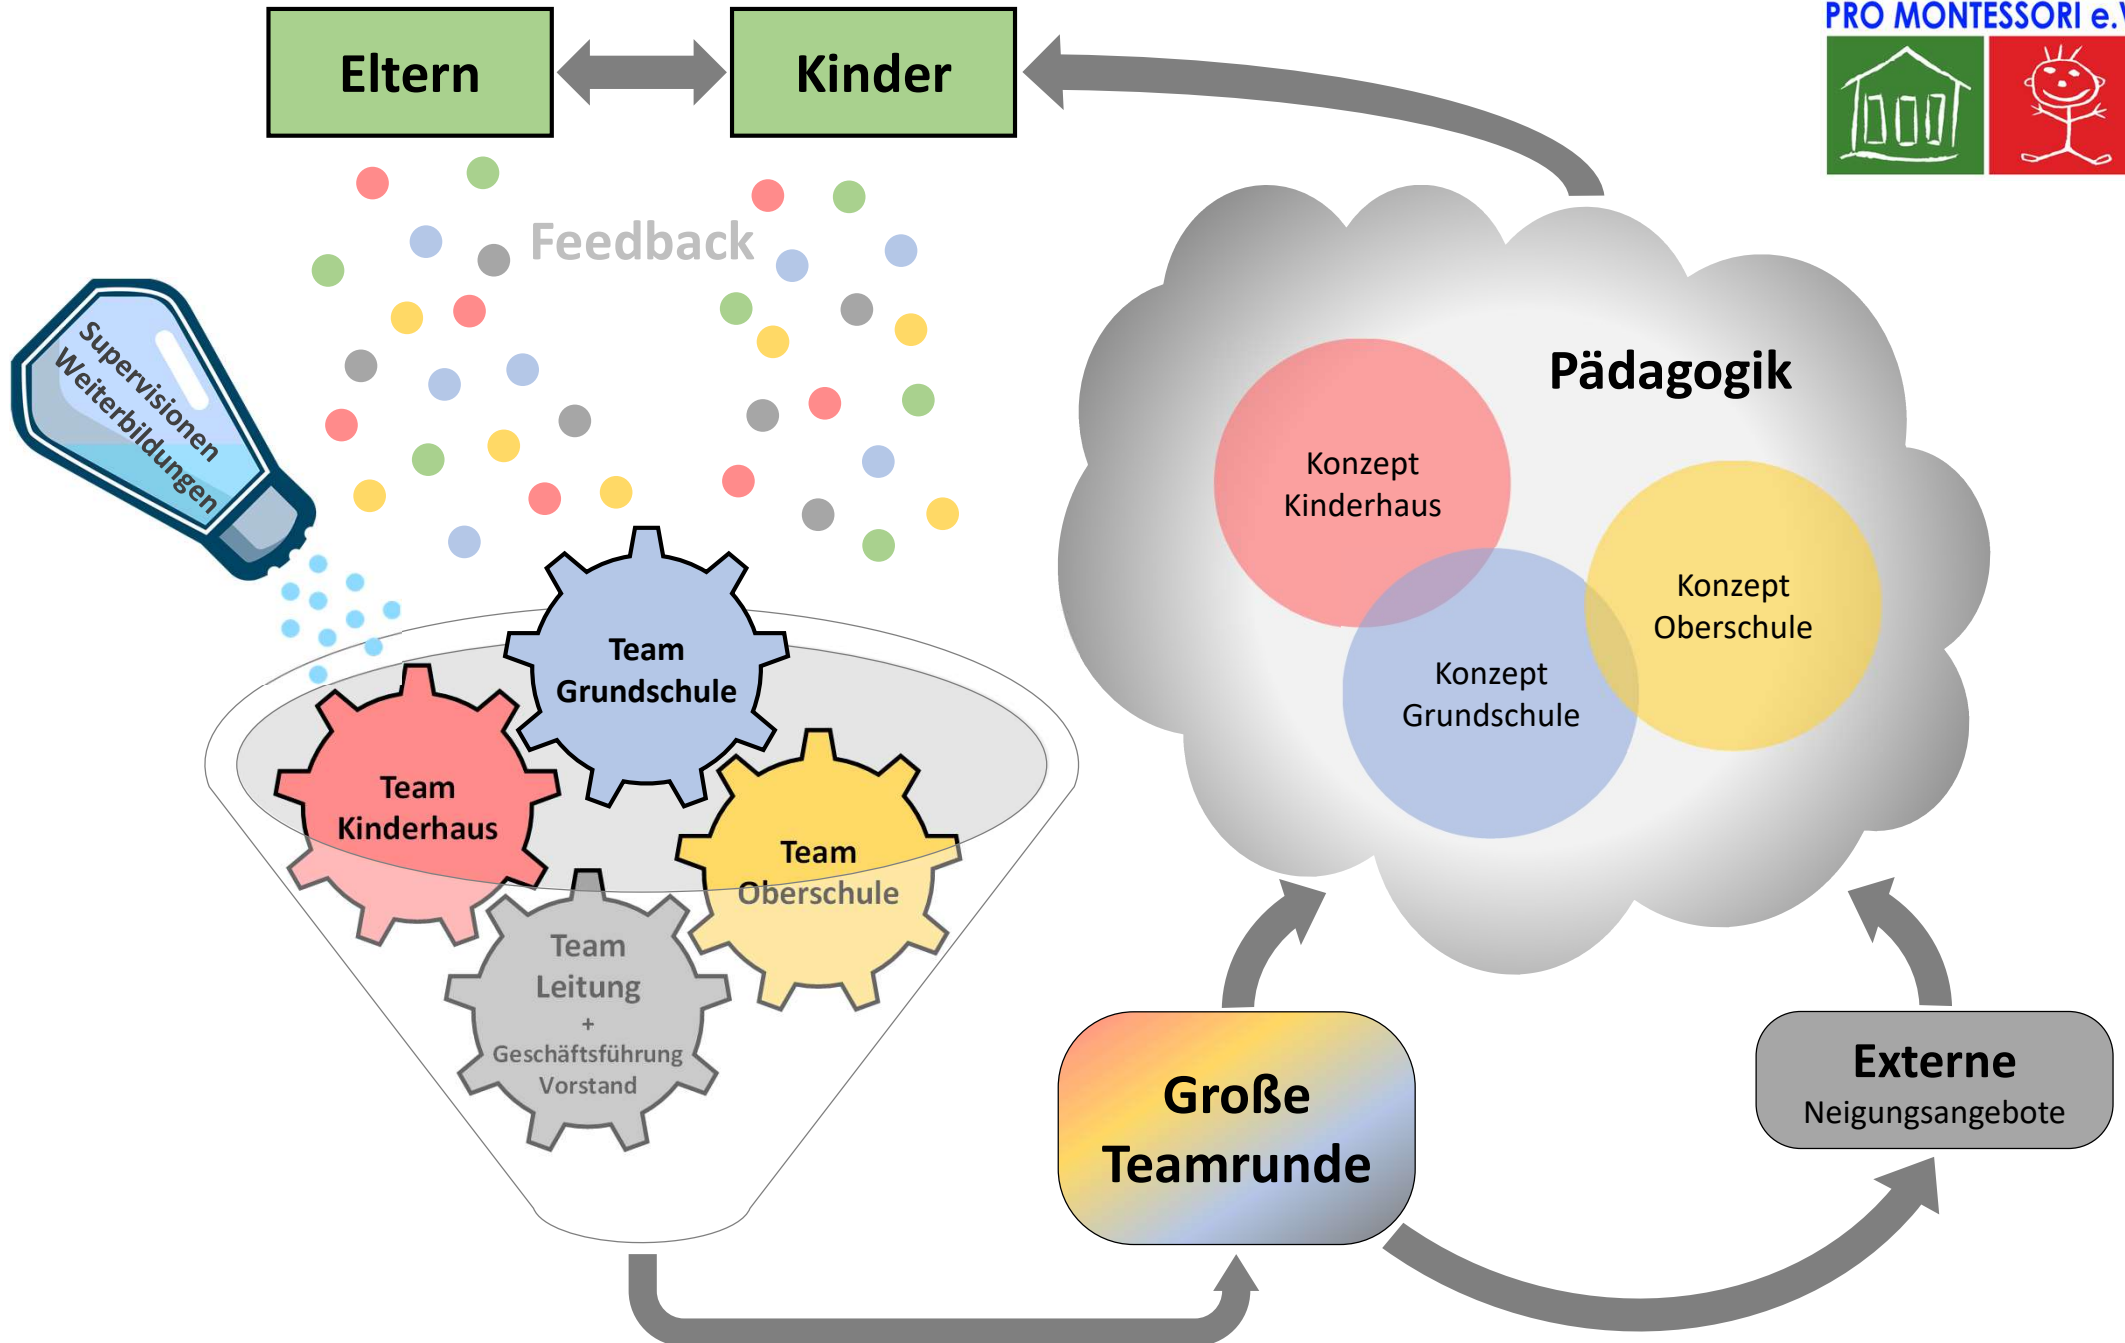 PRO MONTESSORI e.V
Eltern
Kinder
Feedback
Supervisionen
Weiterbildungen
Team
Grundschule
Team
Kinderhaus
Team
Oberschule
Team
Leitung
+
Geschäftsführung
Vorstand
Pädagogik
Konzept
Kinderhaus
Konzept
Oberschule
Konzept
Grundschule
Große
Teamrunde
Externe
Neigungsangebote